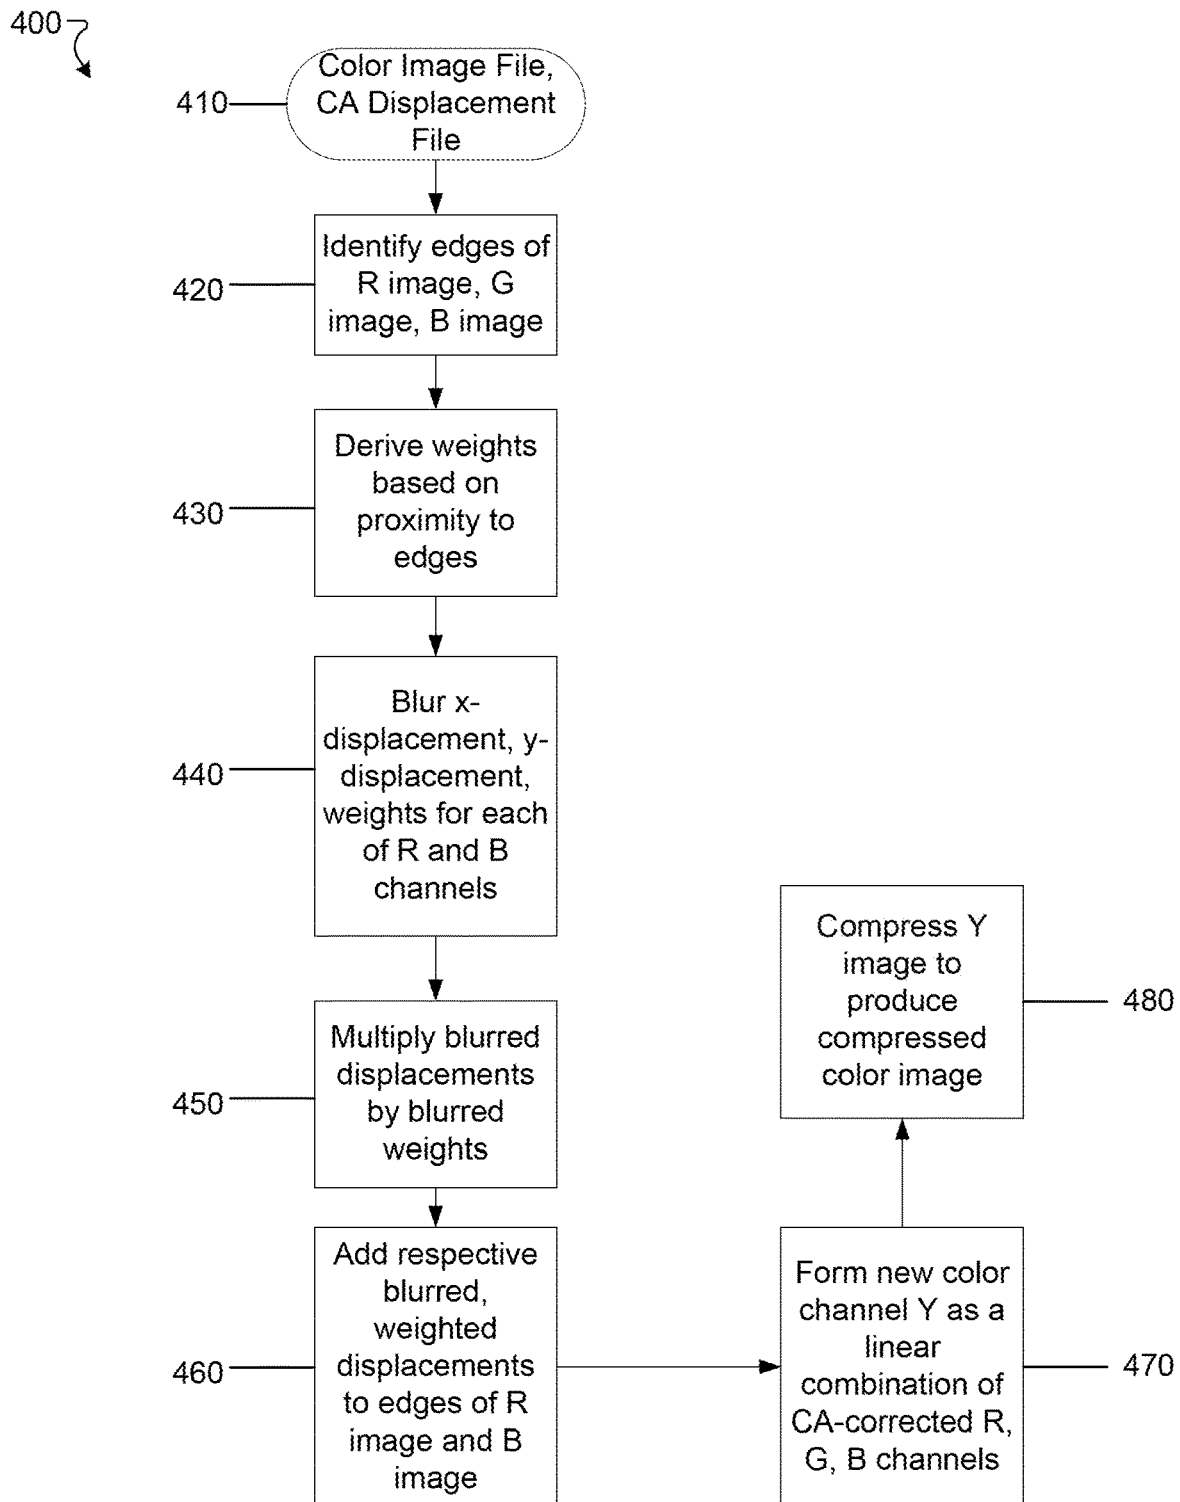 400
Color Image File,
CA Displacement
File
410
Identify edges of
R image, G
image, B image
420
Derive weights
based on
proximity to
edges
430
Blur x-
displacement, y-
displacement,
weights for each
of R and B
channels
440
Multiply blurred
displacements
by blurred
weights
450
Add respective
blurred,
weighted
displacements
to edges of R
image and B
image
460
Form new color
channel Y as a
linear
combination of
CA-corrected R,
G, B channels
470
Compress Y
image to
produce
compressed
color image
480